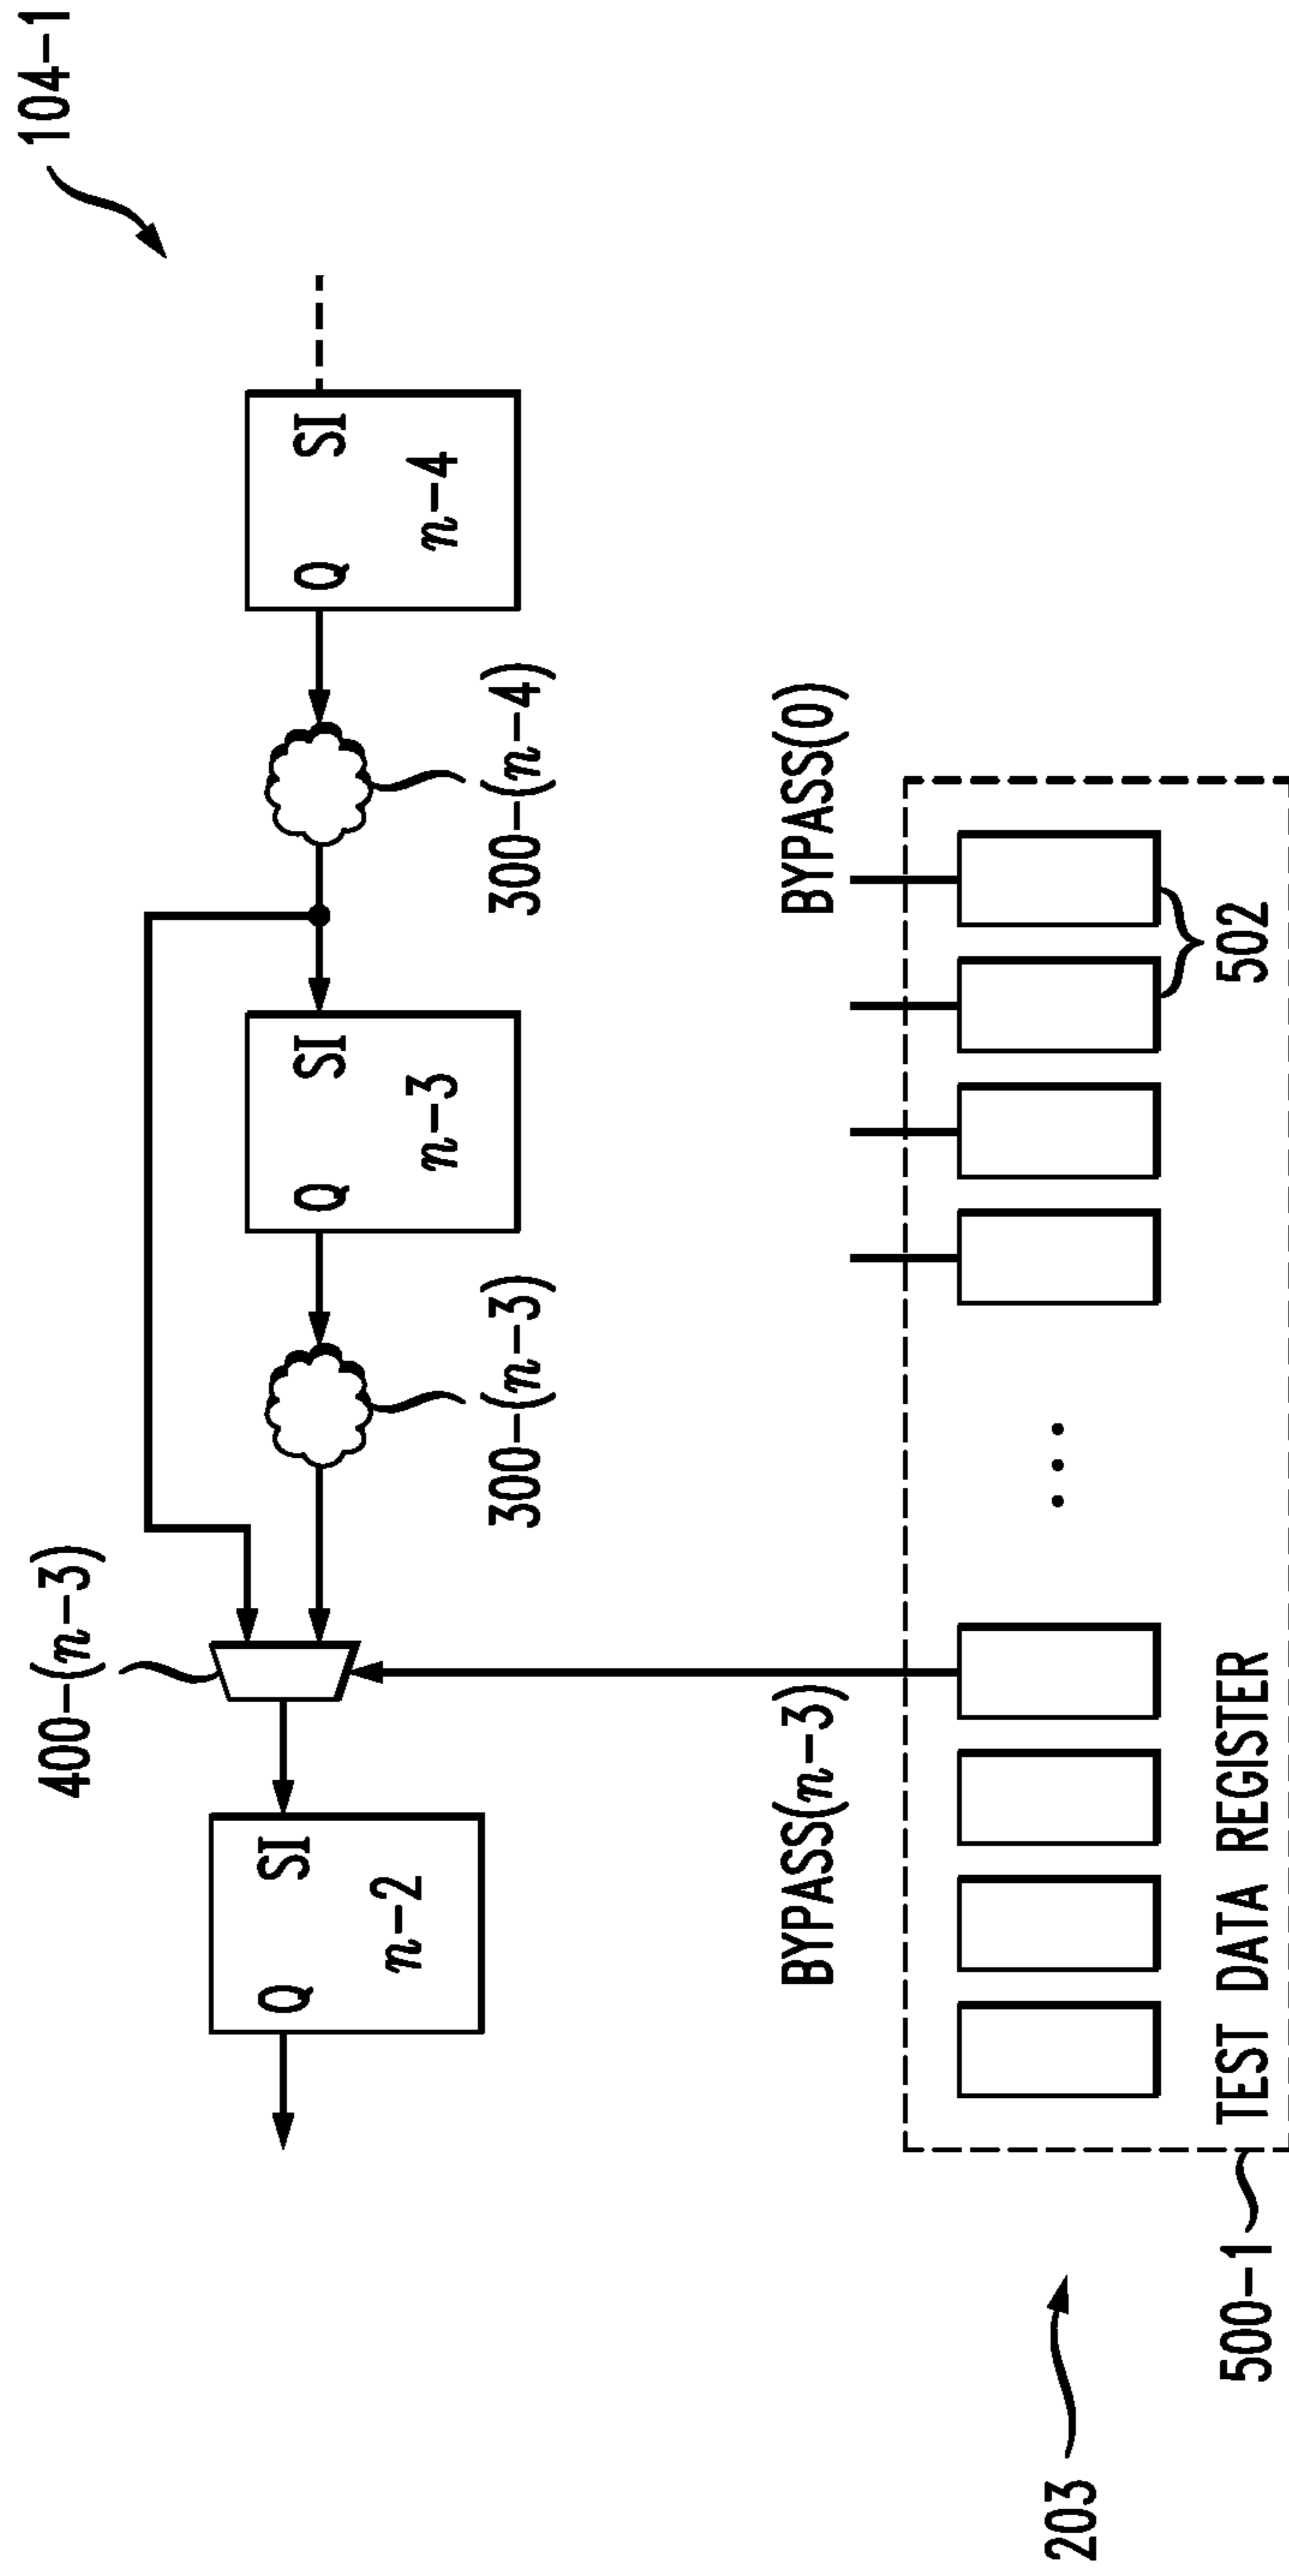 104-1
400-(n-3)
Q SI
n-2
Q SI
n-3
Q SI
n-4
300-(n-3)
300-(n-4)
BYPASS(n-3)
BYPASS(0)
...
203
500-1
TEST DATA REGISTER
502